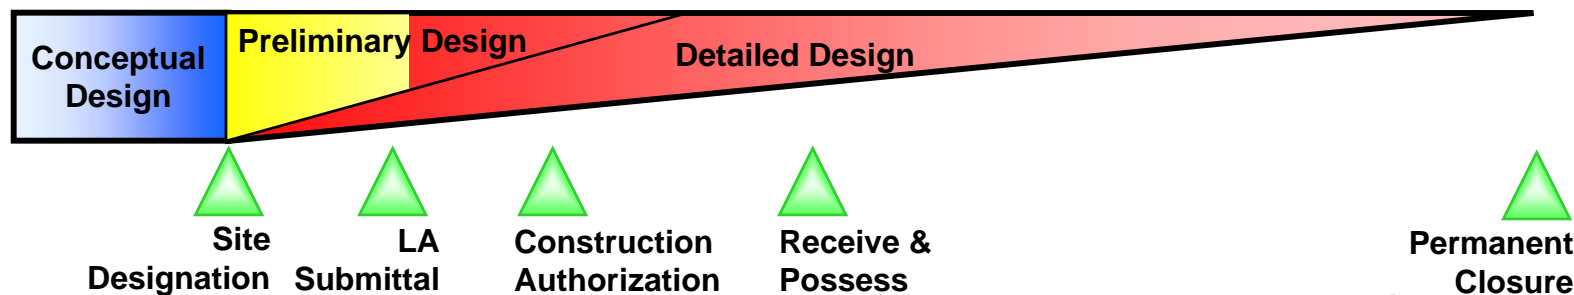 Conceptual
Design
Preliminary Design
Detailed Design
Site
Designation
LA
Submittal
Construction
Authorization
Receive &
Possess
Permanent
Closure